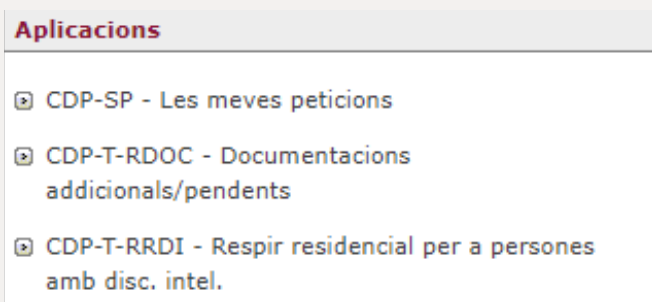 Aplicacions
CDP-SP - Les meves peticions
CDP-T-RDOC - Documentacions
addicionals/pendents
CDP-T-RRDI - Respir residencial per a persones
amb disc. intel.